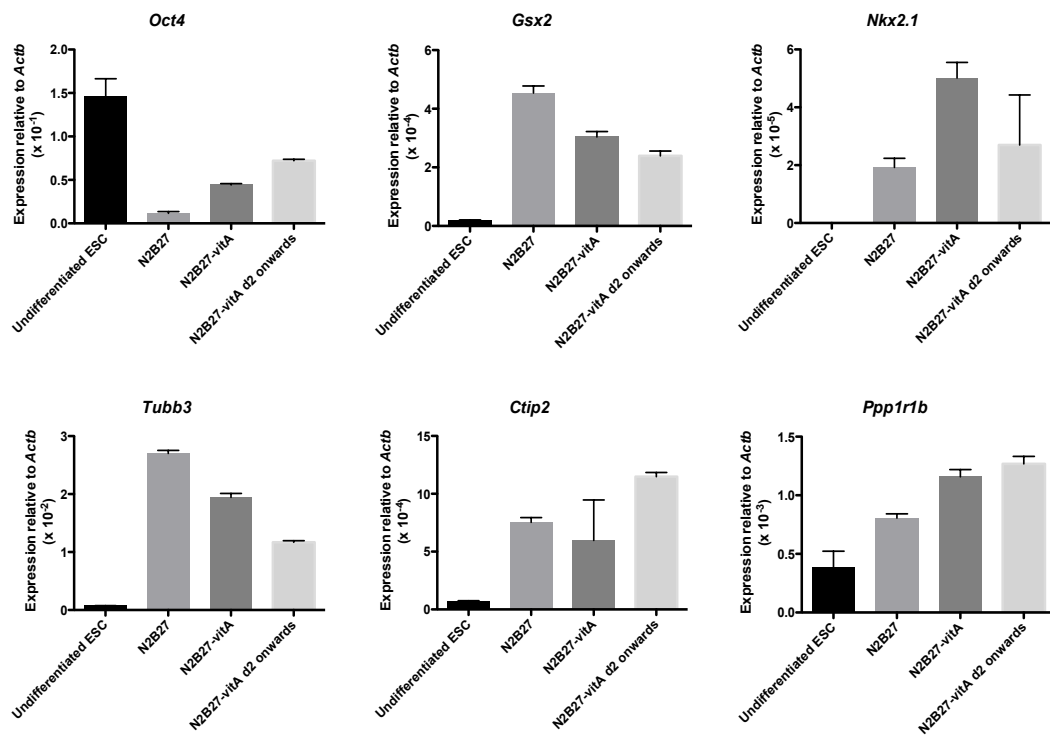 Oct4
Expression relative to Actb
(x 10-1)
2.0
1.5
1.0
0.5
0.0
Undifferentiated ESC
N2B27
N2B27-vitA
N2B27-vitA d2 onwards
Gsx2
Expression relative to Actb
(x 10-4)
6
4
2
0
Undifferentiated ESC
N2B27
N2B27-vitA
N2B27-vitA d2 onwards
Nkx2.1
Expression relative to Actb
(x 10-5)
6
4
2
0
Undifferentiated ESC
N2B27
N2B27-vitA
N2B27-vitA d2 onwards
Tubb3
Expression relative to Actb
(x 10-2)
3
2
1
0
Undifferentiated ESC
N2B27
N2B27-vitA
N2B27-vitA d2 onwards
Ctip2
Expression relative to Actb
(x 10-4)
15
10
5
0
Undifferentiated ESC
N2B27
N2B27-vitA
N2B27-vitA d2 onwards
Ppp1r1b
Expression relative to Actb
(x 10-3)
1.5
1.0
0.5
0.0
Undifferentiated ESC
N2B27
N2B27-vitA
N2B27-vitA d2 onwards